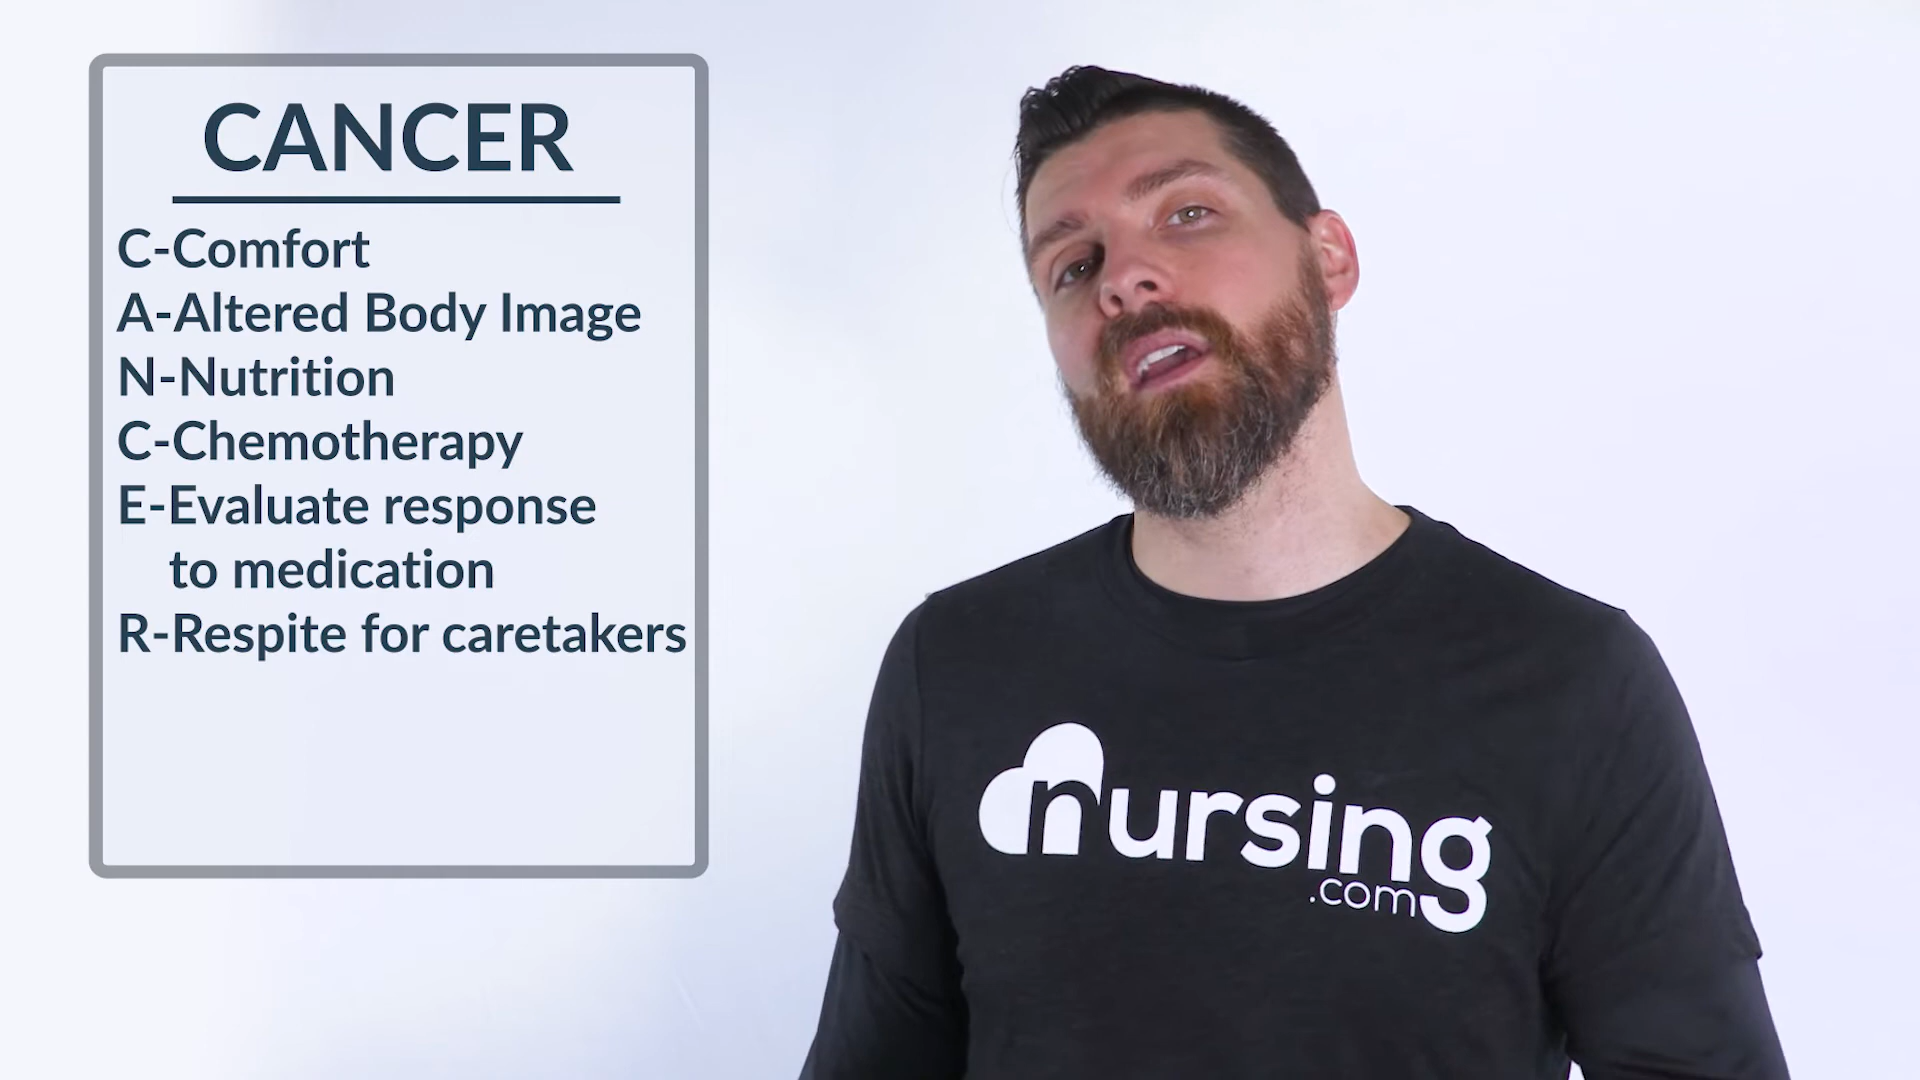 CANCER
C-Comfort
A-Altered Body Image
N-Nutrition
C-Chemotherapy
E-Evaluate response
to medication
R-Respite for caretakers
nursing
.com